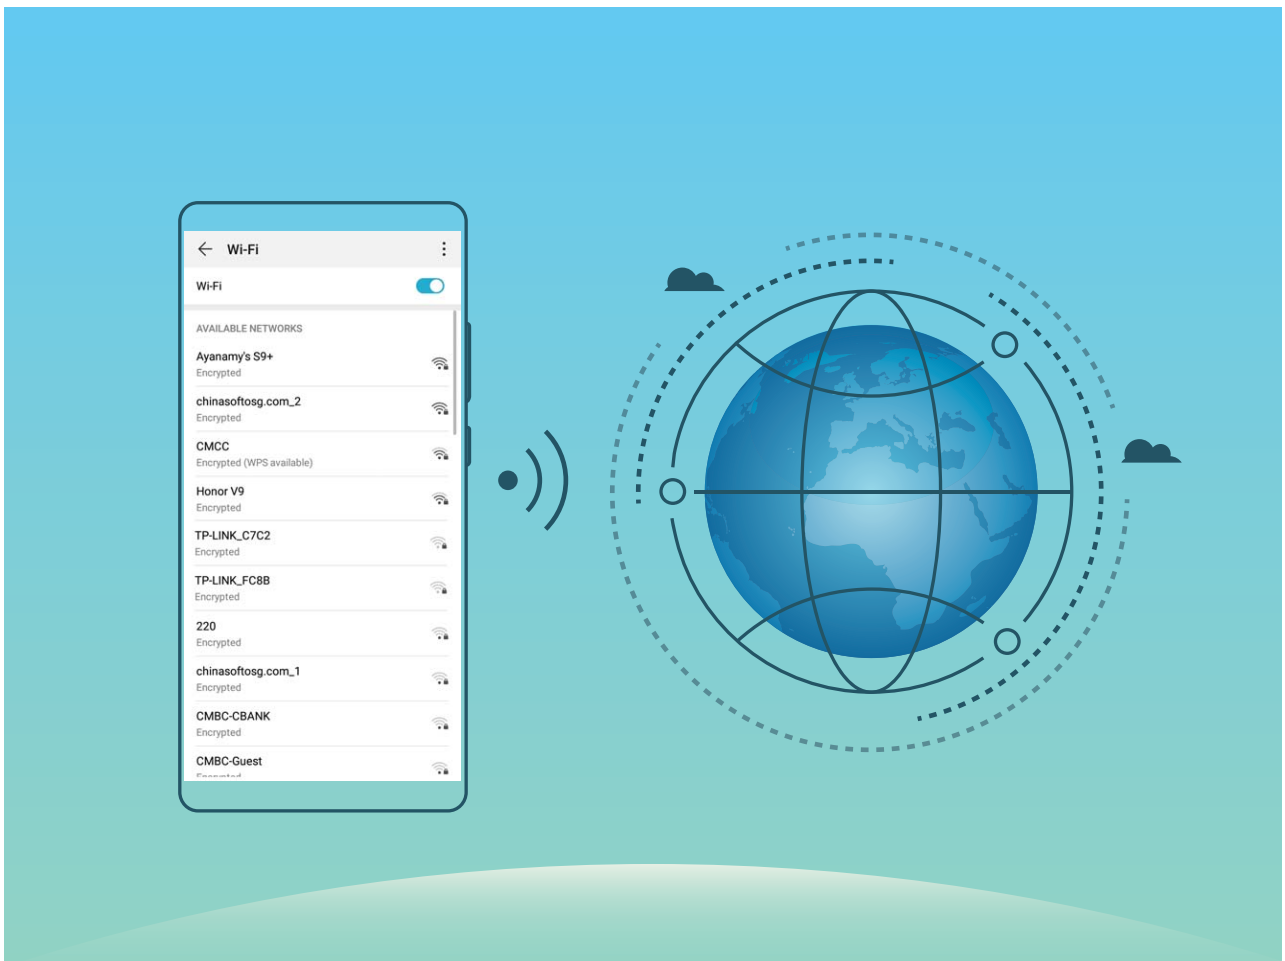 Wi-Fi
Wi-Fi
AVAILABLE NETWORKS
Ayanamy's S9+
Encrypted
chinasoftosg.com_2
Encrypted
CMCC
Encrypted (WPS available)
Honor V9
Encrypted
TP-LINK_C7C2
Encrypted
TP-LINK_FC8B
Encrypted
220
Encrypted
chinasoftosg.com_1
Encrypted
CMBC-CBANK
Encrypted
CMBC-Guest